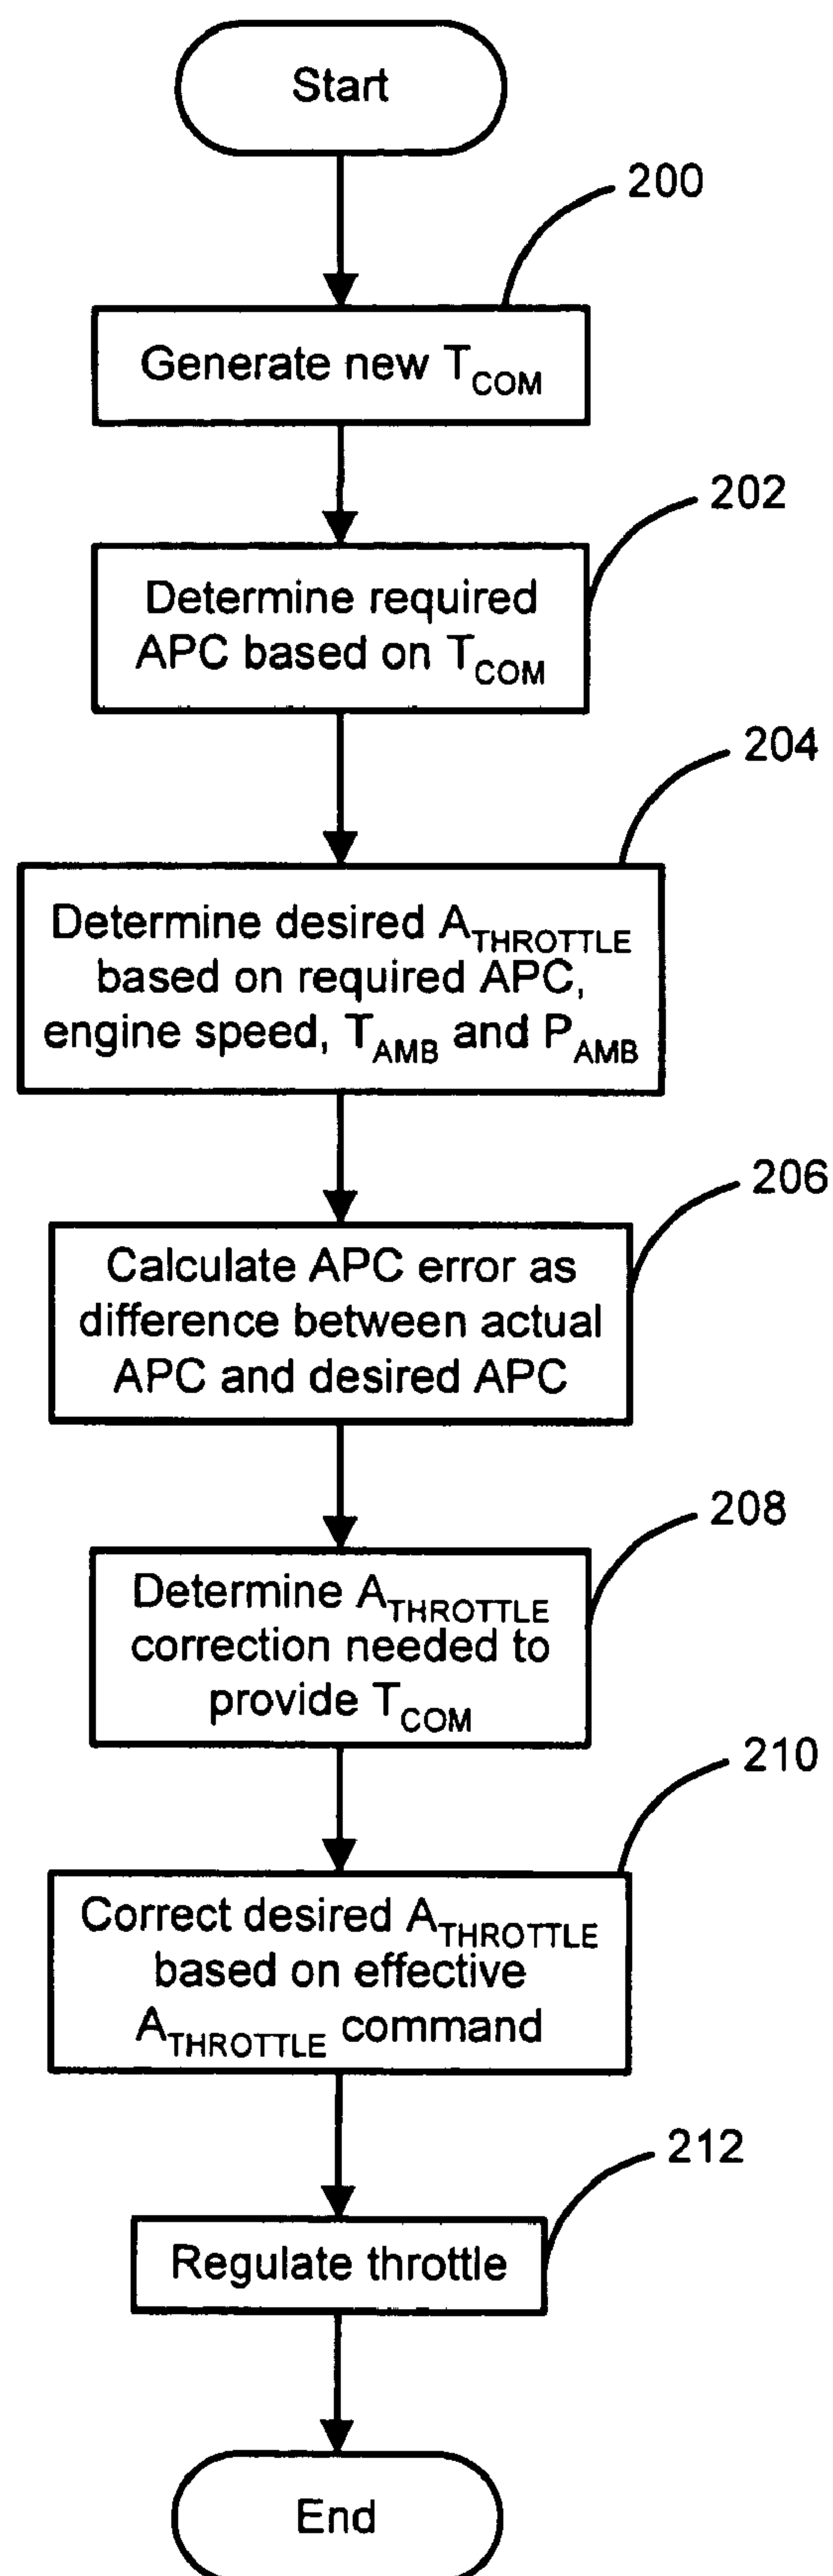 Start
200
Generate new T_COM
202
Determine required
APC based on T_COM
204
Determine desired A_THROTTLE
based on required APC,
engine speed, T_AMB and P_AMB
206
Calculate APC error as
difference between actual
APC and desired APC
208
Determine A_THROTTLE
correction needed to
provide T_COM
210
Correct desired A_THROTTLE
based on effective
A_THROTTLE command
212
Regulate throttle
End